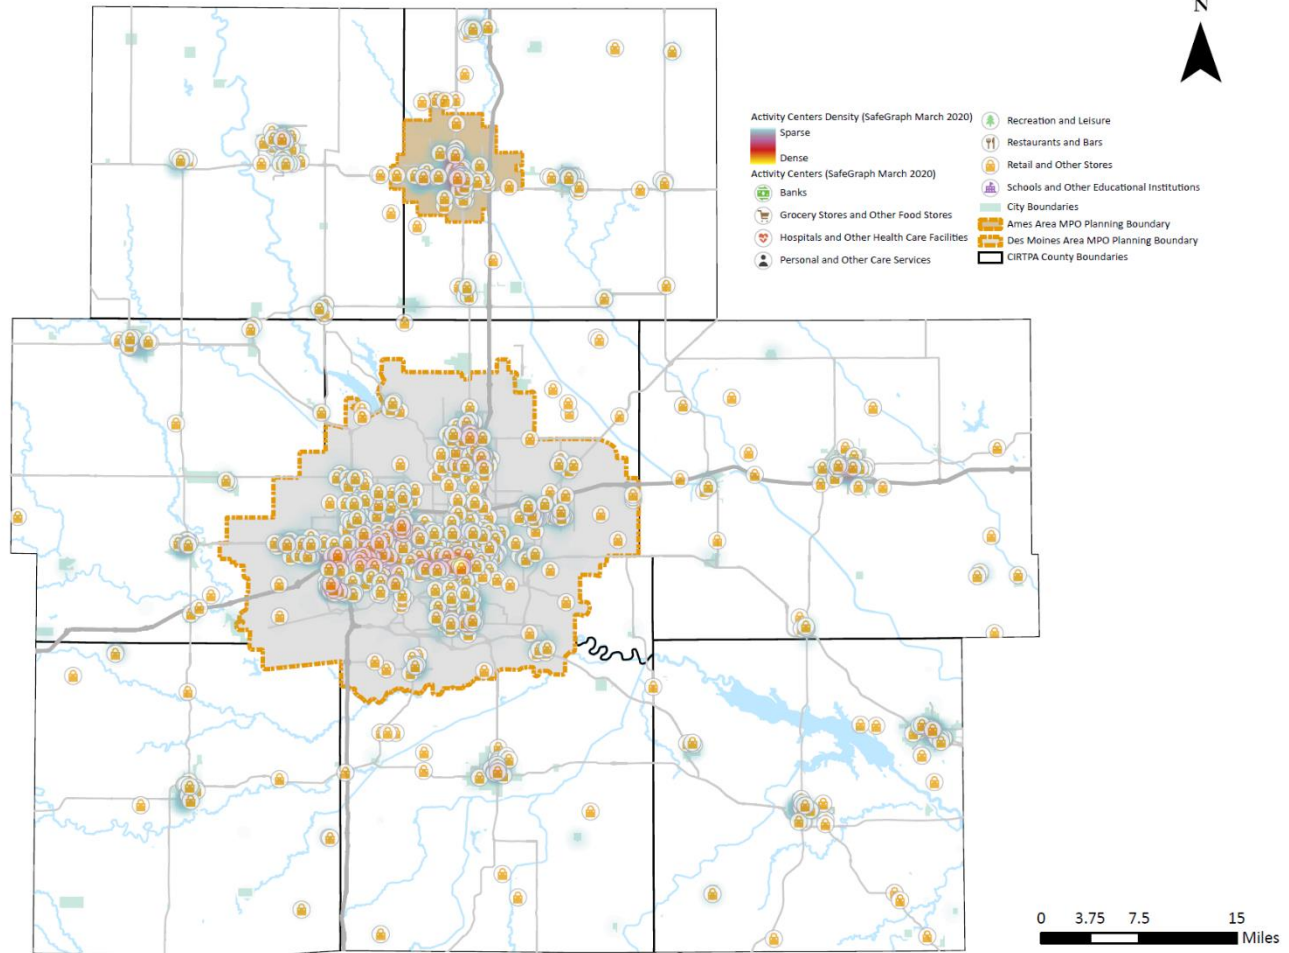 N
Activity Centers Density (SafeGraph March 2020)
Sparse
Dense
Activity Centers (SafeGraph March 2020)
Banks
Grocery Stores and Other Food Stores
Hospitals and Other Health Care Facilities
Personal and Other Care Services
Recreation and Leisure
Restaurants and Bars
Retail and Other Stores
Schools and Other Educational Institutions
City Boundaries
Ames Area MPO Planning Boundary
Des Moines Area MPO Planning Boundary
CIRTPA County Boundaries
0 3.75 7.5 15
Miles